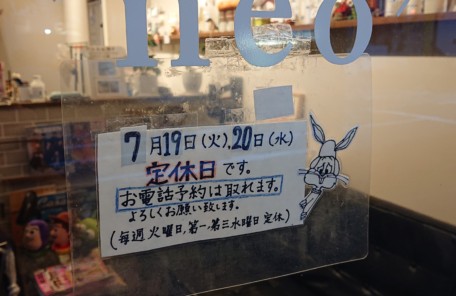 neo
7月19日(火),20日(水)
定休日です。
お電話予約は取れます。
よろしくお願い致します。
(毎週火曜日,第一,第三水曜日定休)